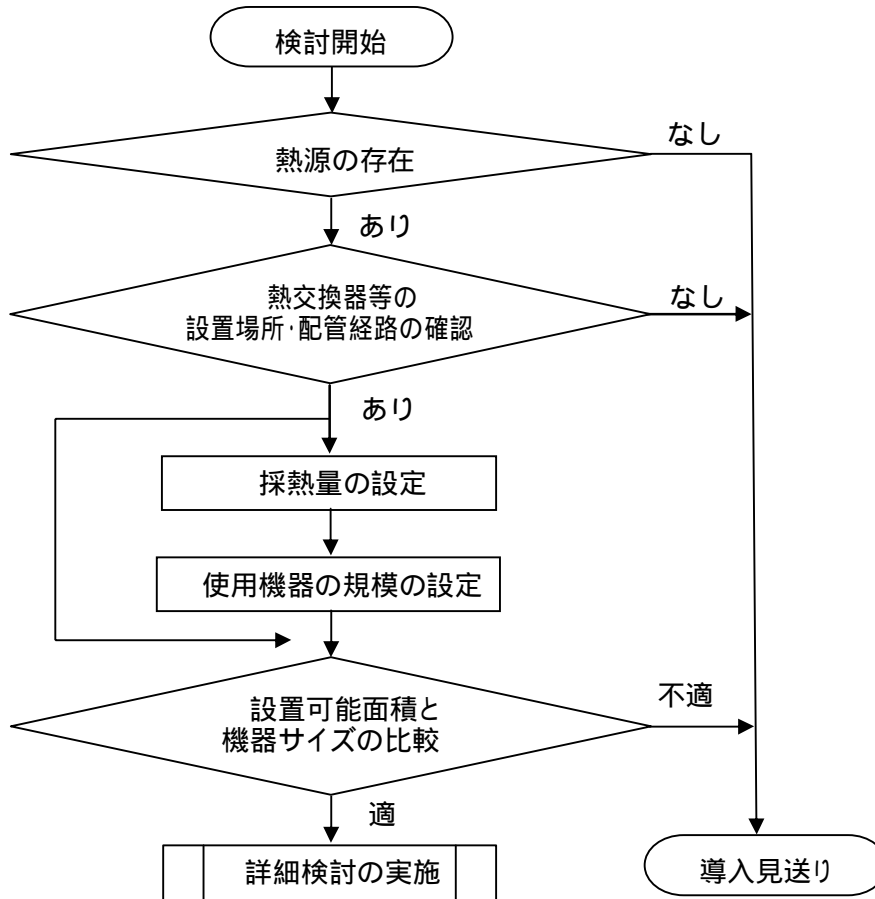 検討開始
なし
熱源の存在
あり
熱交換器等の
設置場所・配管経路の確認
なし
あり
採熱量の設定
使用機器の規模の設定
不適
設置可能面積と
機器サイズの比較
適
詳細検討の実施
導入見送り